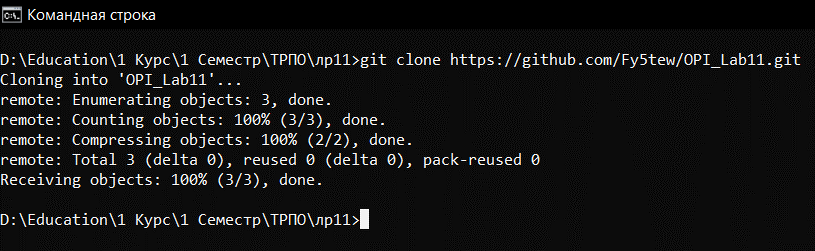 Командная строка
D:\Education\1 Курс\1 Семестр\ТРПО\лр11>git clone https://github.com/Fy5tew/OPI_Lab11.git
Cloning into 'OPI_Lab11'...
remote: Enumerating objects: 3, done.
remote: Counting objects: 100% (3/3), done.
remote: Compressing objects: 100% (2/2), done.
remote: Total 3 (delta 0), reused 0 (delta 0), pack-reused 0
Receiving objects: 100% (3/3), done.
D:\Education\1 Курс\1 Семестр\ТРПО\лр11>